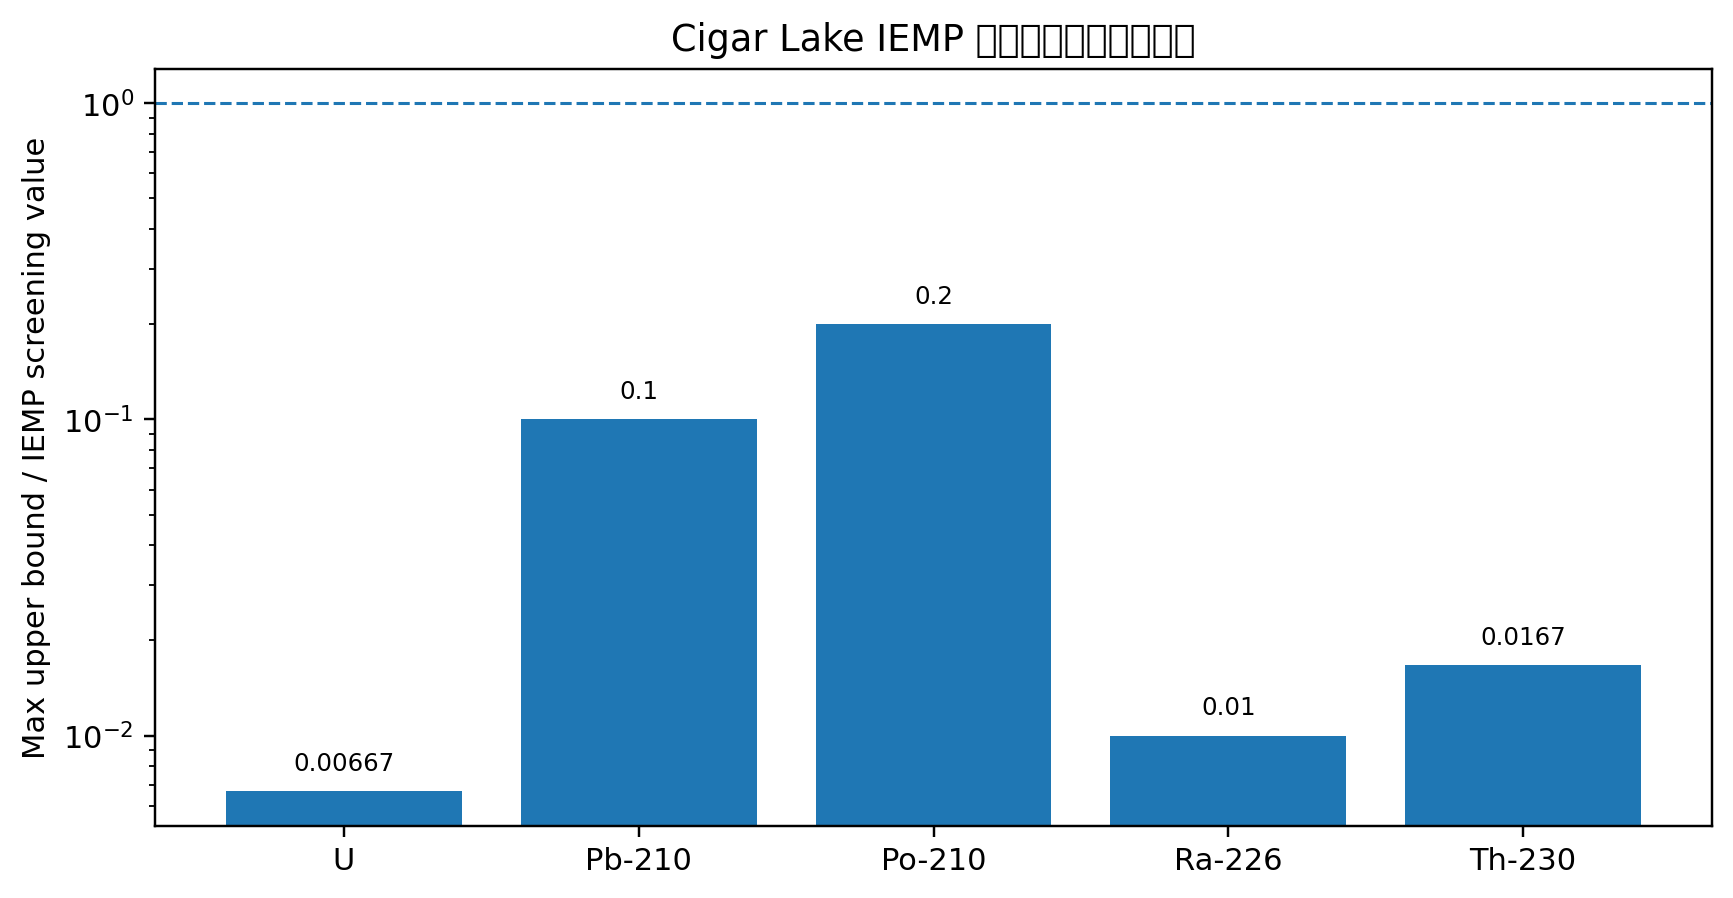 Cigar Lake IEMP
Max upper bound / IEMP screening value
10⁰
10⁻¹
10⁻²
0.00667
0.1
0.2
0.01
0.0167
U
Pb-210
Po-210
Ra-226
Th-230